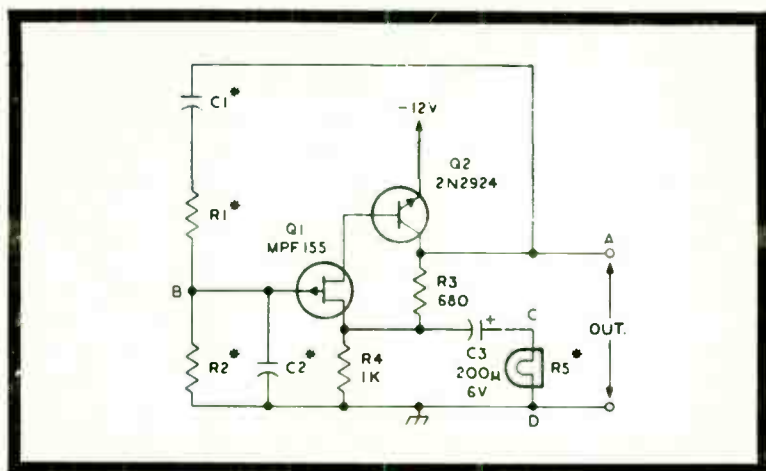 C1*
-12V
Q2
2N2924
R1*
Q1
MPF155
A
B
R3
680
C
OUT.
R2*
C2*
R4
1K
C3
200µ
6V
+
R5*
D